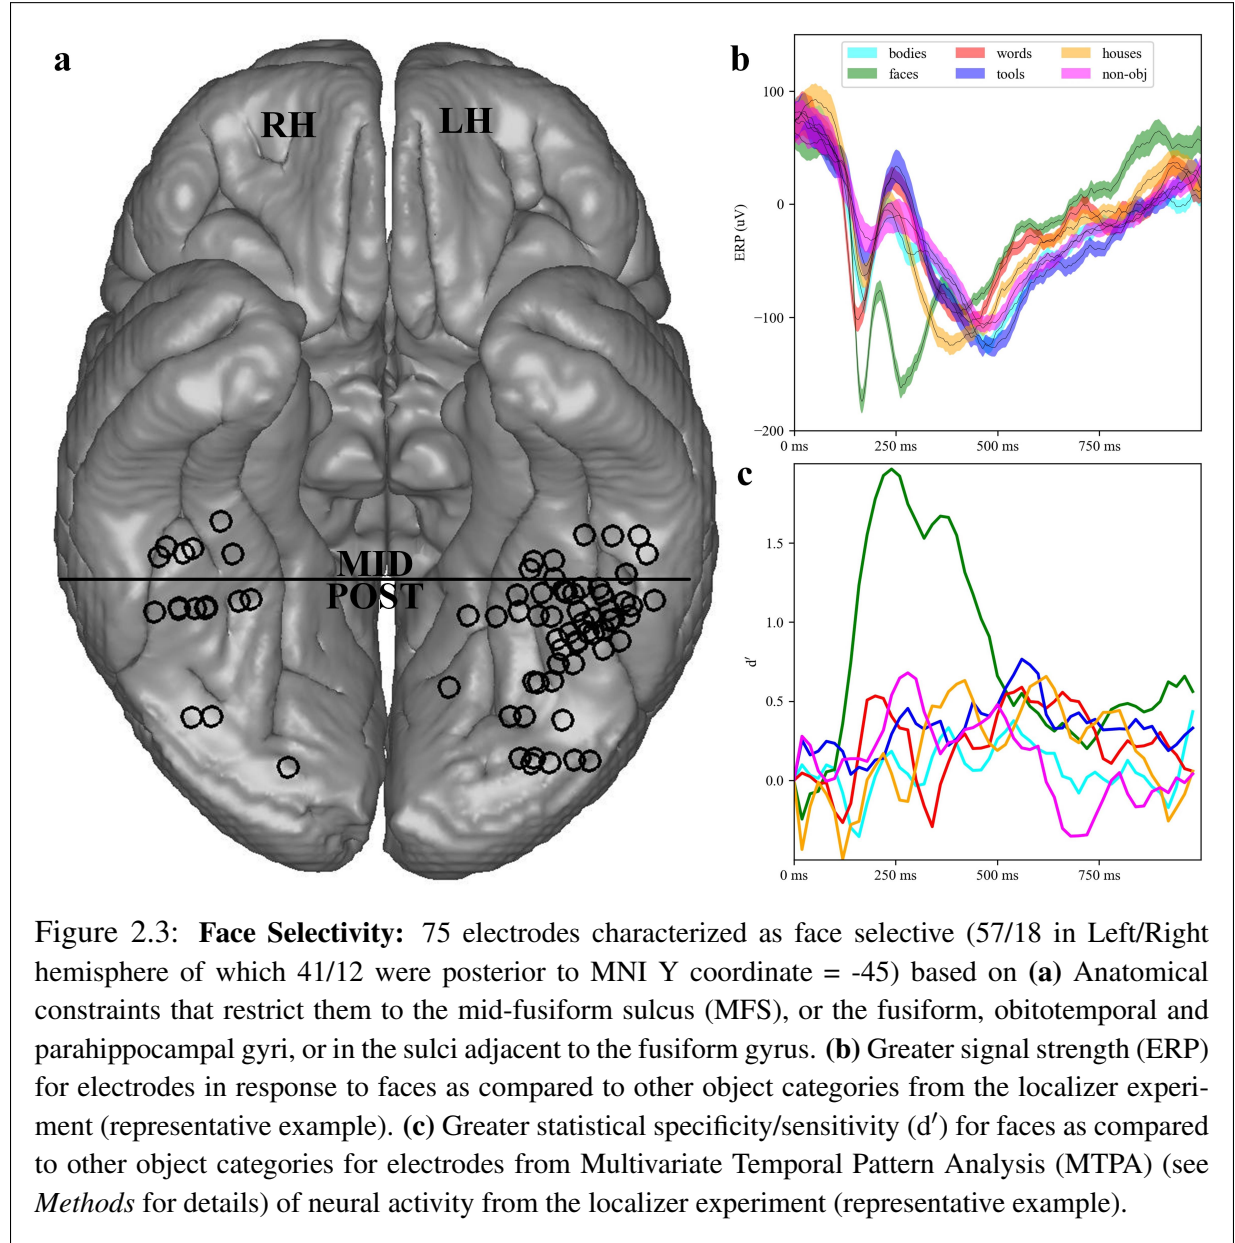 a
RH
LH
MID
POST
b
bodies
words
houses
faces
tools
non-obj
ERP (uV)
100
0
−100
−200
0 ms
250 ms
500 ms
750 ms
c
d′
1.5
1.0
0.5
0.0
0 ms
250 ms
500 ms
750 ms
Figure 2.3: Face Selectivity: 75 electrodes characterized as face selective (57/18 in Left/Right
hemisphere of which 41/12 were posterior to MNI Y coordinate = -45) based on (a) Anatomical
constraints that restrict them to the mid-fusiform sulcus (MFS), or the fusiform, obitotemporal and
parahippocampal gyri, or in the sulci adjacent to the fusiform gyrus. (b) Greater signal strength (ERP)
for electrodes in response to faces as compared to other object categories from the localizer experi-
ment (representative example). (c) Greater statistical specificity/sensitivity (d′) for faces as compared
to other object categories for electrodes from Multivariate Temporal Pattern Analysis (MTPA) (see
Methods for details) of neural activity from the localizer experiment (representative example).